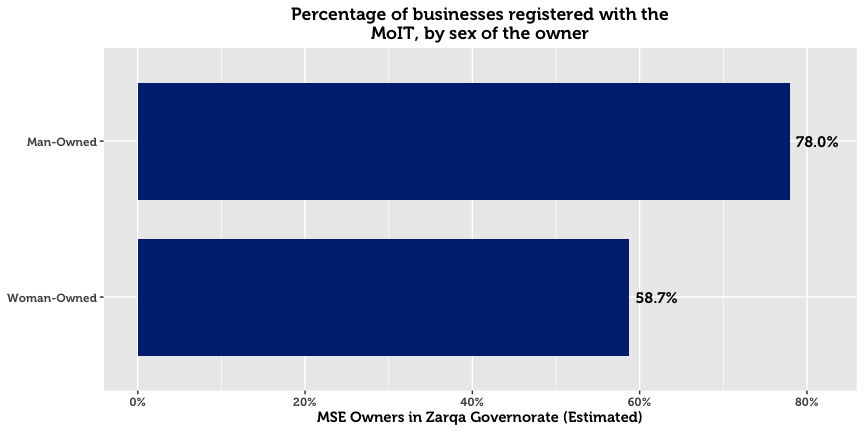 Percentage of businesses registered with the
MoIT, by sex of the owner
Man-Owned
78.0%
Woman-Owned
58.7%
0%
20%
40%
60%
80%
MSE Owners in Zarqa Governorate (Estimated)